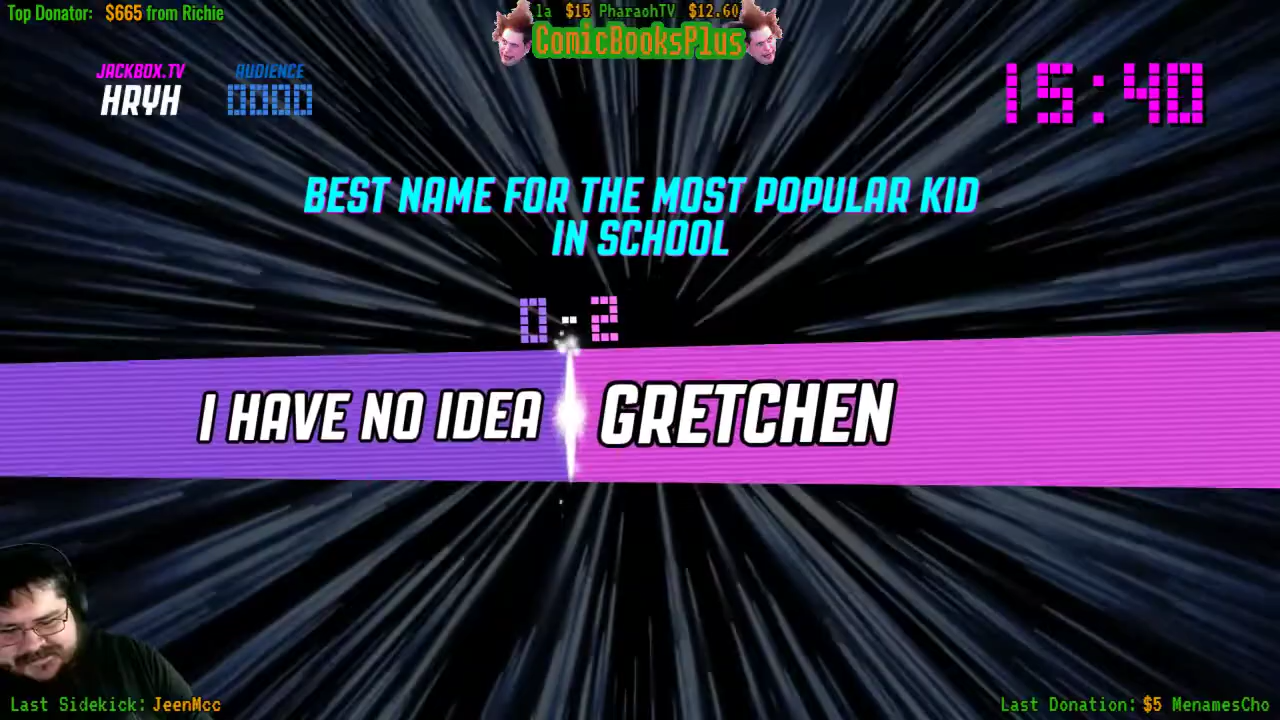 Top Donator: $665 from Richie
la $15 PharaohTV $12.60
ComicBooksPlus
JACKBOX.TV
HRYH
AUDIENCE
0000
15:40
BEST NAME FOR THE MOST POPULAR KID
IN SCHOOL
0-2
I HAVE NO IDEA
GRETCHEN
Last Sidekick: JeenMcc
Last Donation: $5 MenamesCho